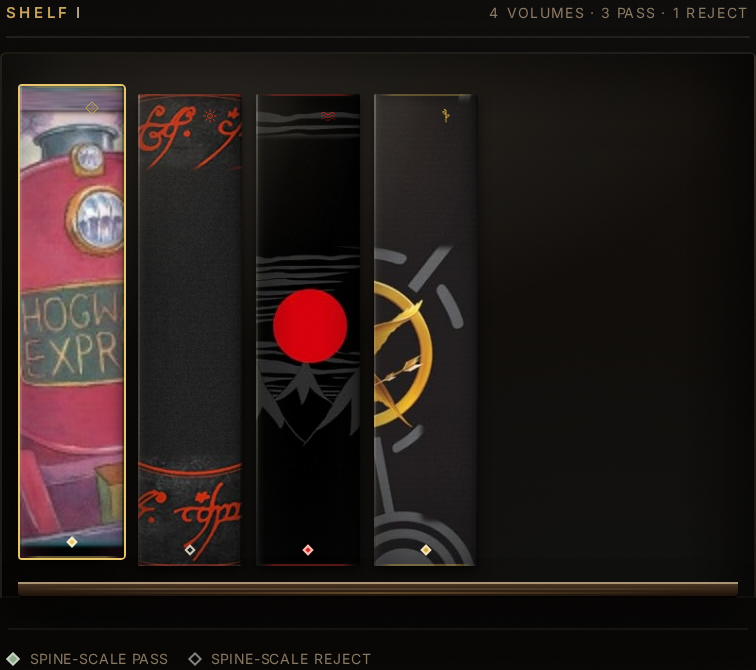 SHELF I
4 VOLUMES · 3 PASS · 1 REJECT
HOGW
EXPR
SPINE-SCALE PASS
SPINE-SCALE REJECT